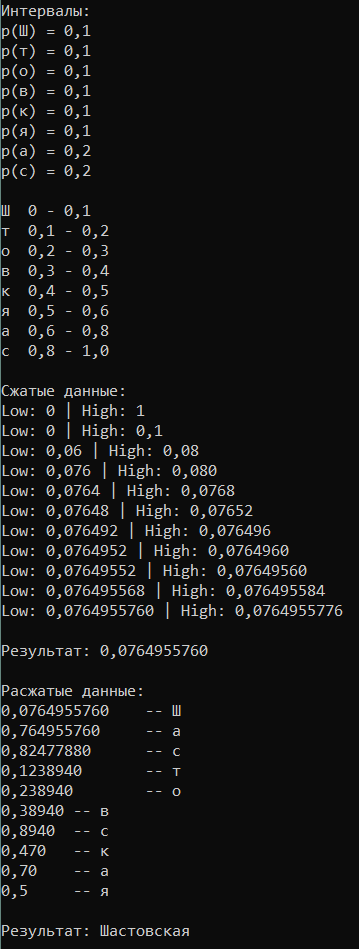 Интервалы:
p(Ш) = 0,1
p(т) = 0,1
p(о) = 0,1
p(в) = 0,1
p(к) = 0,1
p(я) = 0,1
p(а) = 0,2
p(с) = 0,2
Ш 0 - 0,1
т 0,1 - 0,2
о 0,2 - 0,3
в 0,3 - 0,4
к 0,4 - 0,5
я 0,5 - 0,6
а 0,6 - 0,8
с 0,8 - 1,0
Сжатые данные:
Low: 0 | High: 1
Low: 0 | High: 0,1
Low: 0,06 | High: 0,08
Low: 0,076 | High: 0,080
Low: 0,0764 | High: 0,0768
Low: 0,07648 | High: 0,07652
Low: 0,076492 | High: 0,076496
Low: 0,0764952 | High: 0,0764960
Low: 0,07649552 | High: 0,07649560
Low: 0,076495568 | High: 0,076495584
Low: 0,0764955760 | High: 0,0764955776
Результат: 0,0764955760
Расжатые данные:
0,0764955760 -- Ш
0,764955760 -- а
0,82477880 -- с
0,1238940 -- т
0,238940 -- о
0,38940 -- в
0,8940 -- с
0,470 -- к
0,70 -- а
0,5 -- я
Результат: Шастовская